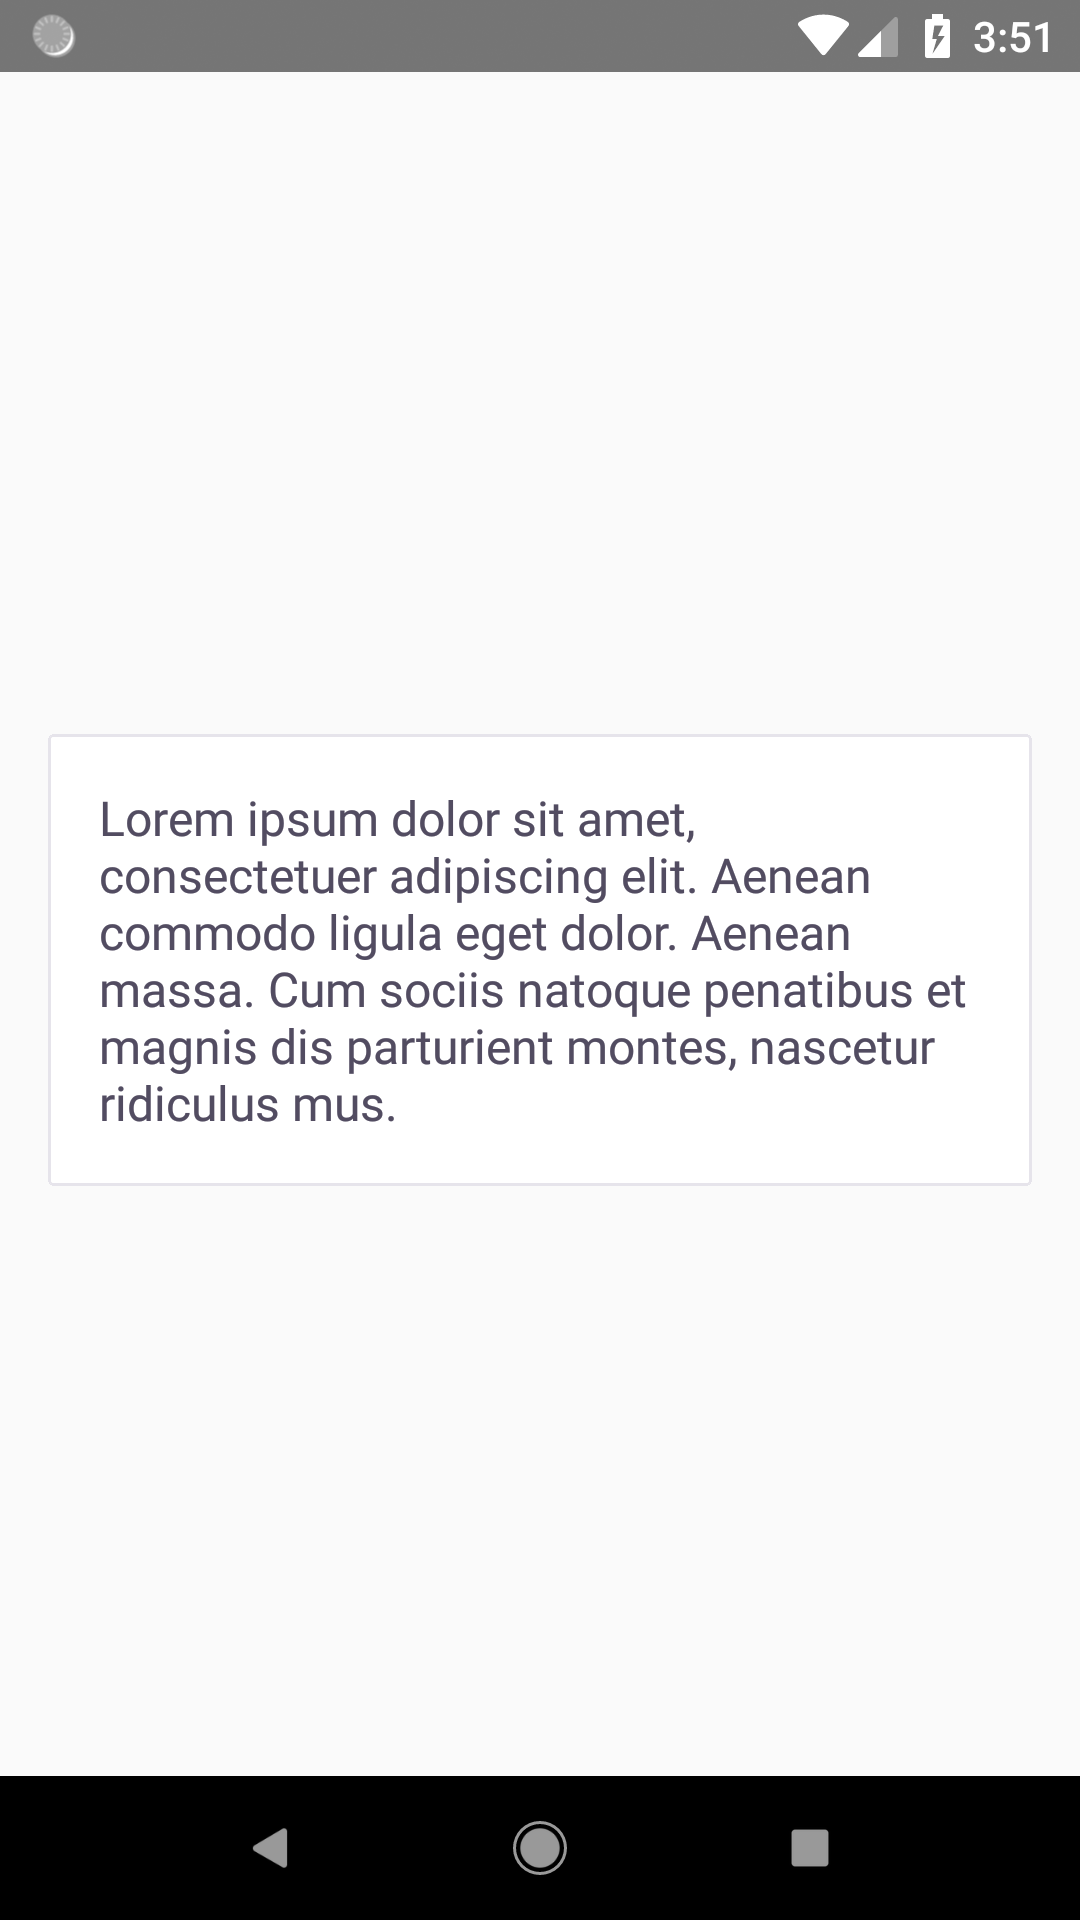 3:51
Lorem ipsum dolor sit amet,
consectetuer adipiscing elit. Aenean
commodo ligula eget dolor. Aenean
massa. Cum sociis natoque penatibus et
magnis dis parturient montes, nascetur
ridiculus mus.